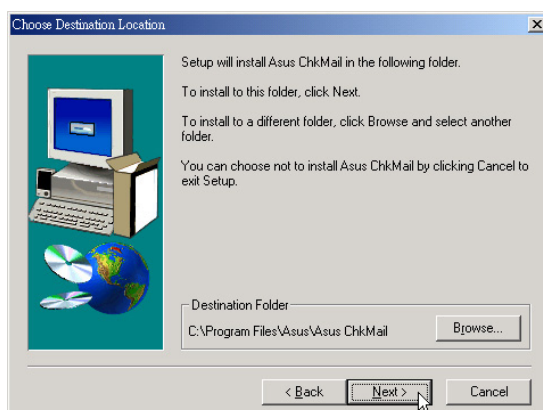 Choose Destination Location
Setup will install Asus ChkMail in the following folder.
To install to this folder, click Next.
To install to a different folder, click Browse and select another
folder.
You can choose not to install Asus ChkMail by clicking Cancel to
exit Setup.
Destination Folder
C:\Program Files\Asus\Asus ChkMail
Browse...
< Back
Next >
Cancel